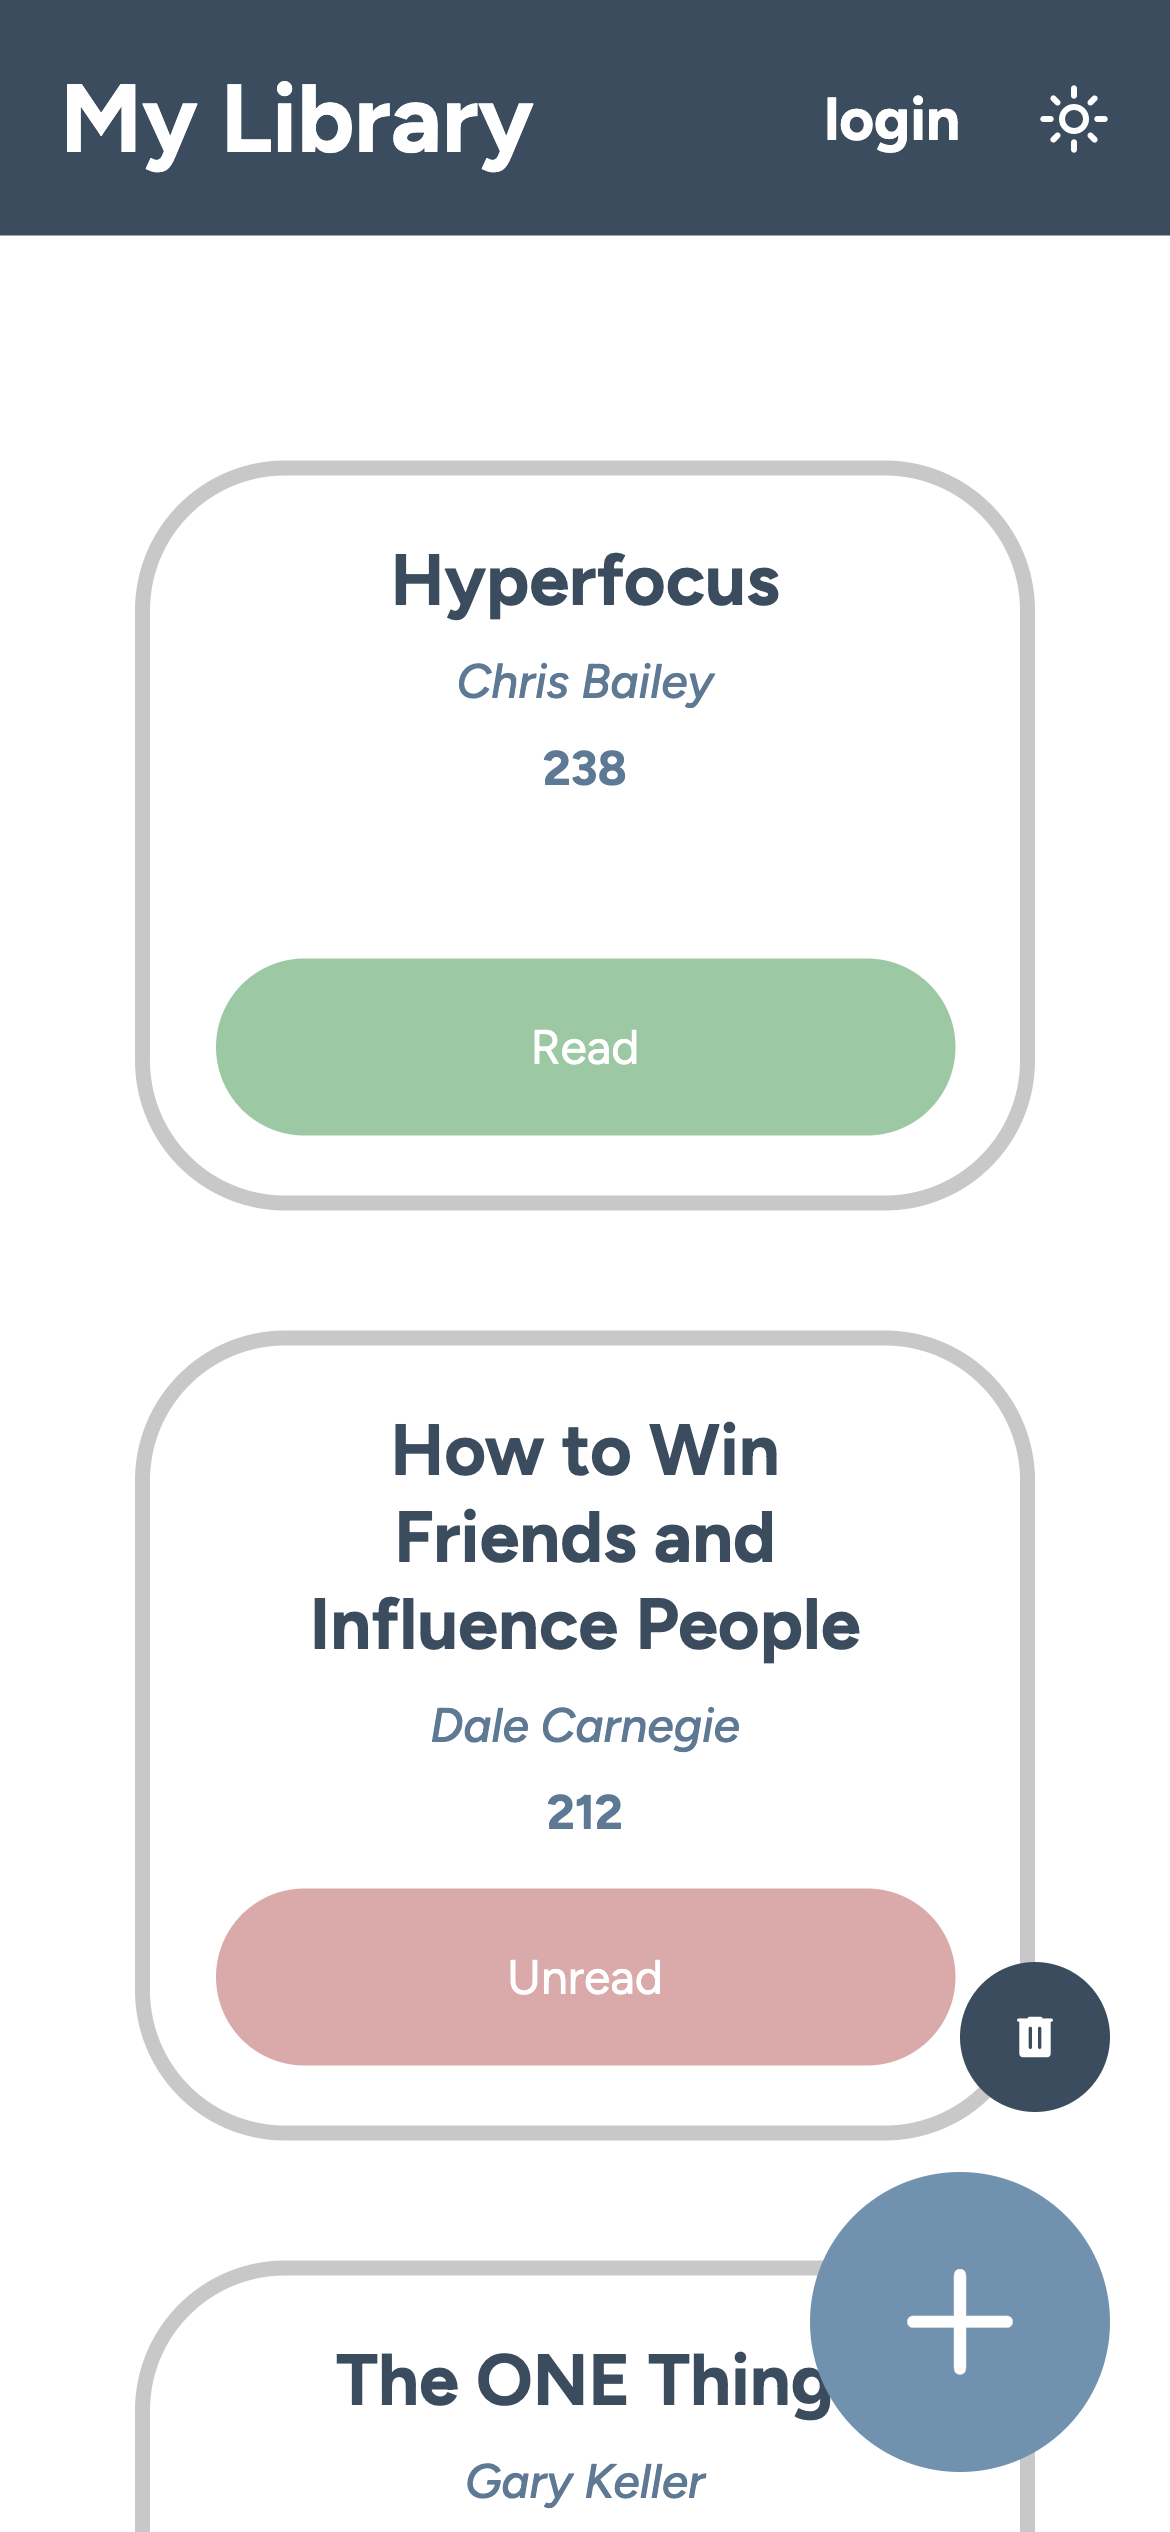 My Library
login
Hyperfocus
Chris Bailey
238
Read
How to Win
Friends and
Influence People
Dale Carnegie
212
Unread
The ONE Thing
Gary Keller